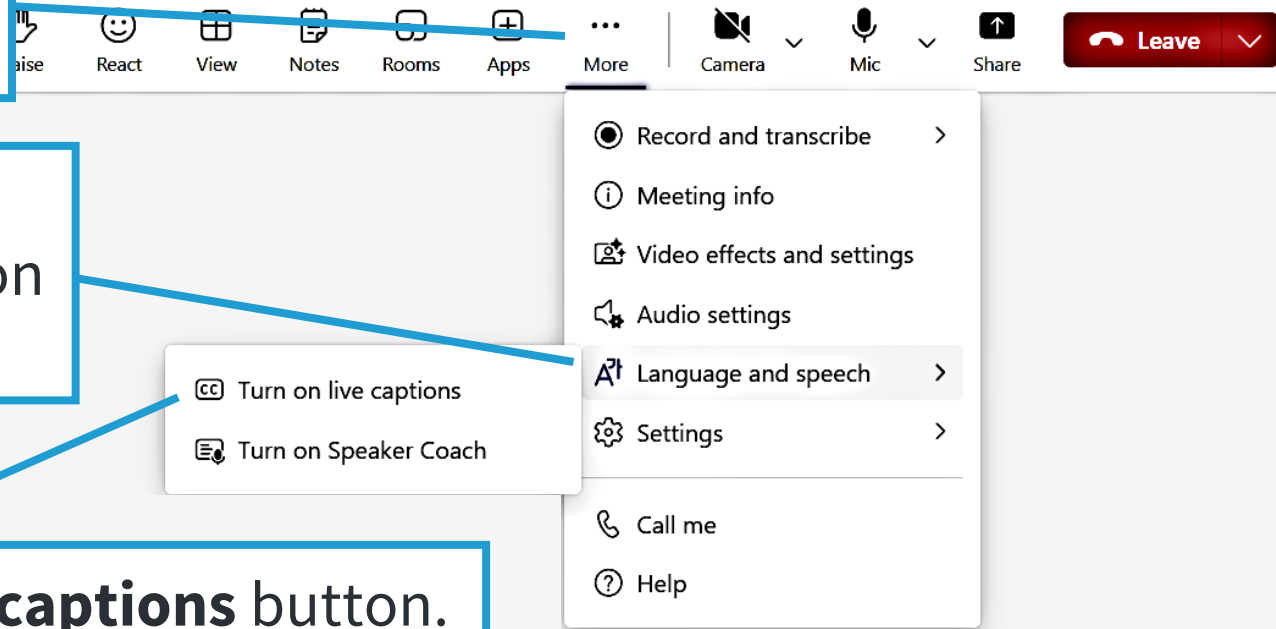 aise React View Notes Rooms Apps More Camera Mic Share Leave
Record and transcribe
Meeting info
Video effects and settings
on
Audio settings
Language and speech
CC Turn on live captions
Settings
Turn on Speaker Coach
Call me
Help
captions button.